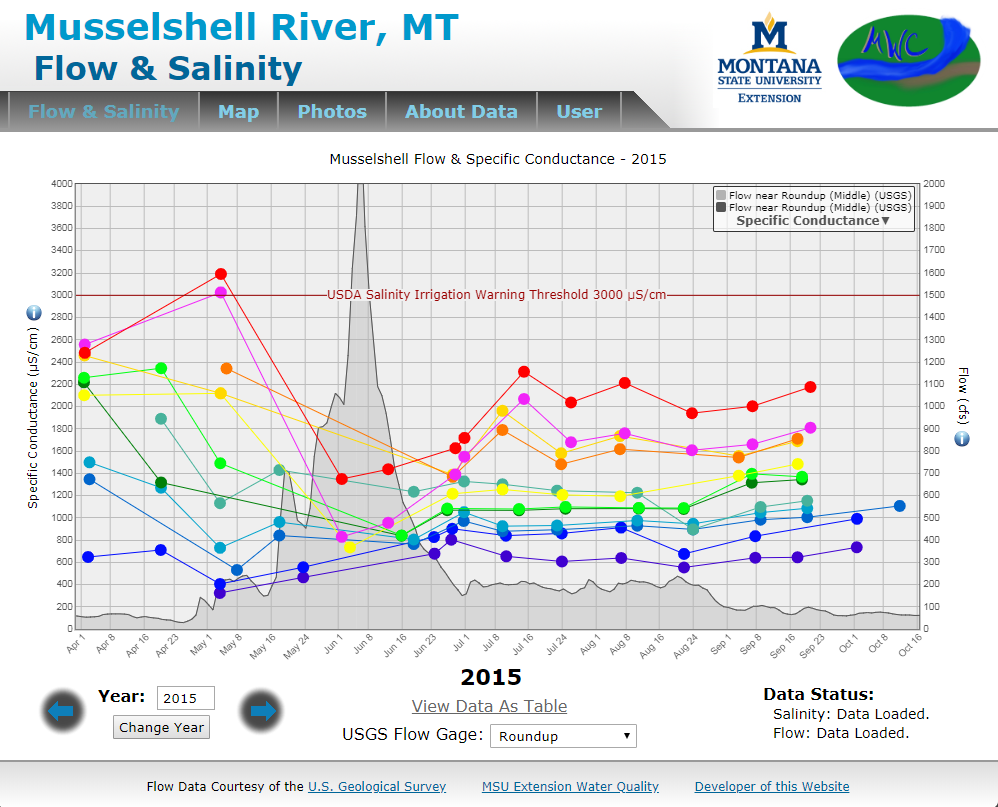 Musselshell River, MT
Flow & Salinity
MWC
MONTANA
STATE UNIVERSITY
EXTENSION
Flow & Salinity Map Photos About Data User
Musselshell Flow & Specific Conductance - 2015
Flow near Roundup (Middle) (USGS)
Flow near Roundup (Middle) (USGS)
Specific Conductance▼
USDA Salinity Irrigation Warning Threshold 3000 µS/cm
Specific Conductance (µS/cm)
4000
3800
3600
3400
3200
3000
2800
2600
2400
2200
2000
1800
1600
1400
1200
1000
800
600
400
200
0
2000
1900
1800
1700
1600
1500
1400
1300
1200
1100
1000
900
800
700
600
500
400
300
200
100
0
Flow (cfs)
Apr 1 Apr 8 Apr 16 Apr 23 May 1 May 8 May 16 May 24 Jun 1 Jun 8 Jun 16 Jun 23 Jul 1 Jul 8 Jul 16 Jul 24 Aug 1 Aug 8 Aug 16 Aug 24 Sep 1 Sep 8 Sep 16 Sep 23 Oct 1 Oct 8 Oct 16
2015
View Data As Table
USGS Flow Gage: Roundup
Year: 2015
Change Year
Data Status:
Salinity: Data Loaded.
Flow: Data Loaded.
Flow Data Courtesy of the U.S. Geological Survey MSU Extension Water Quality Developer of this Website